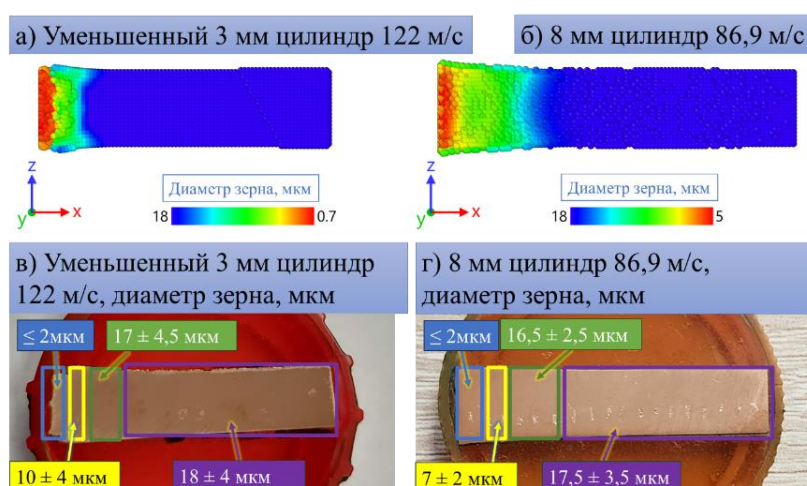 а) Уменьшенный 3 мм цилиндр 122 м/с
б) 8 мм цилиндр 86,9 м/с
z
y
x
Диаметр зерна, мкм
18
0.7
z
y
x
Диаметр зерна, мкм
18
5
в) Уменьшенный 3 мм цилиндр
122 м/с, диаметр зерна, мкм
≤ 2мкм
17 ± 4,5 мкм
10 ± 4 мкм
18 ± 4 мкм
г) 8 мм цилиндр 86,9 м/с,
диаметр зерна, мкм
≤ 2мкм
16,5 ± 2,5 мкм
7 ± 2 мкм
17,5 ± 3,5 мкм